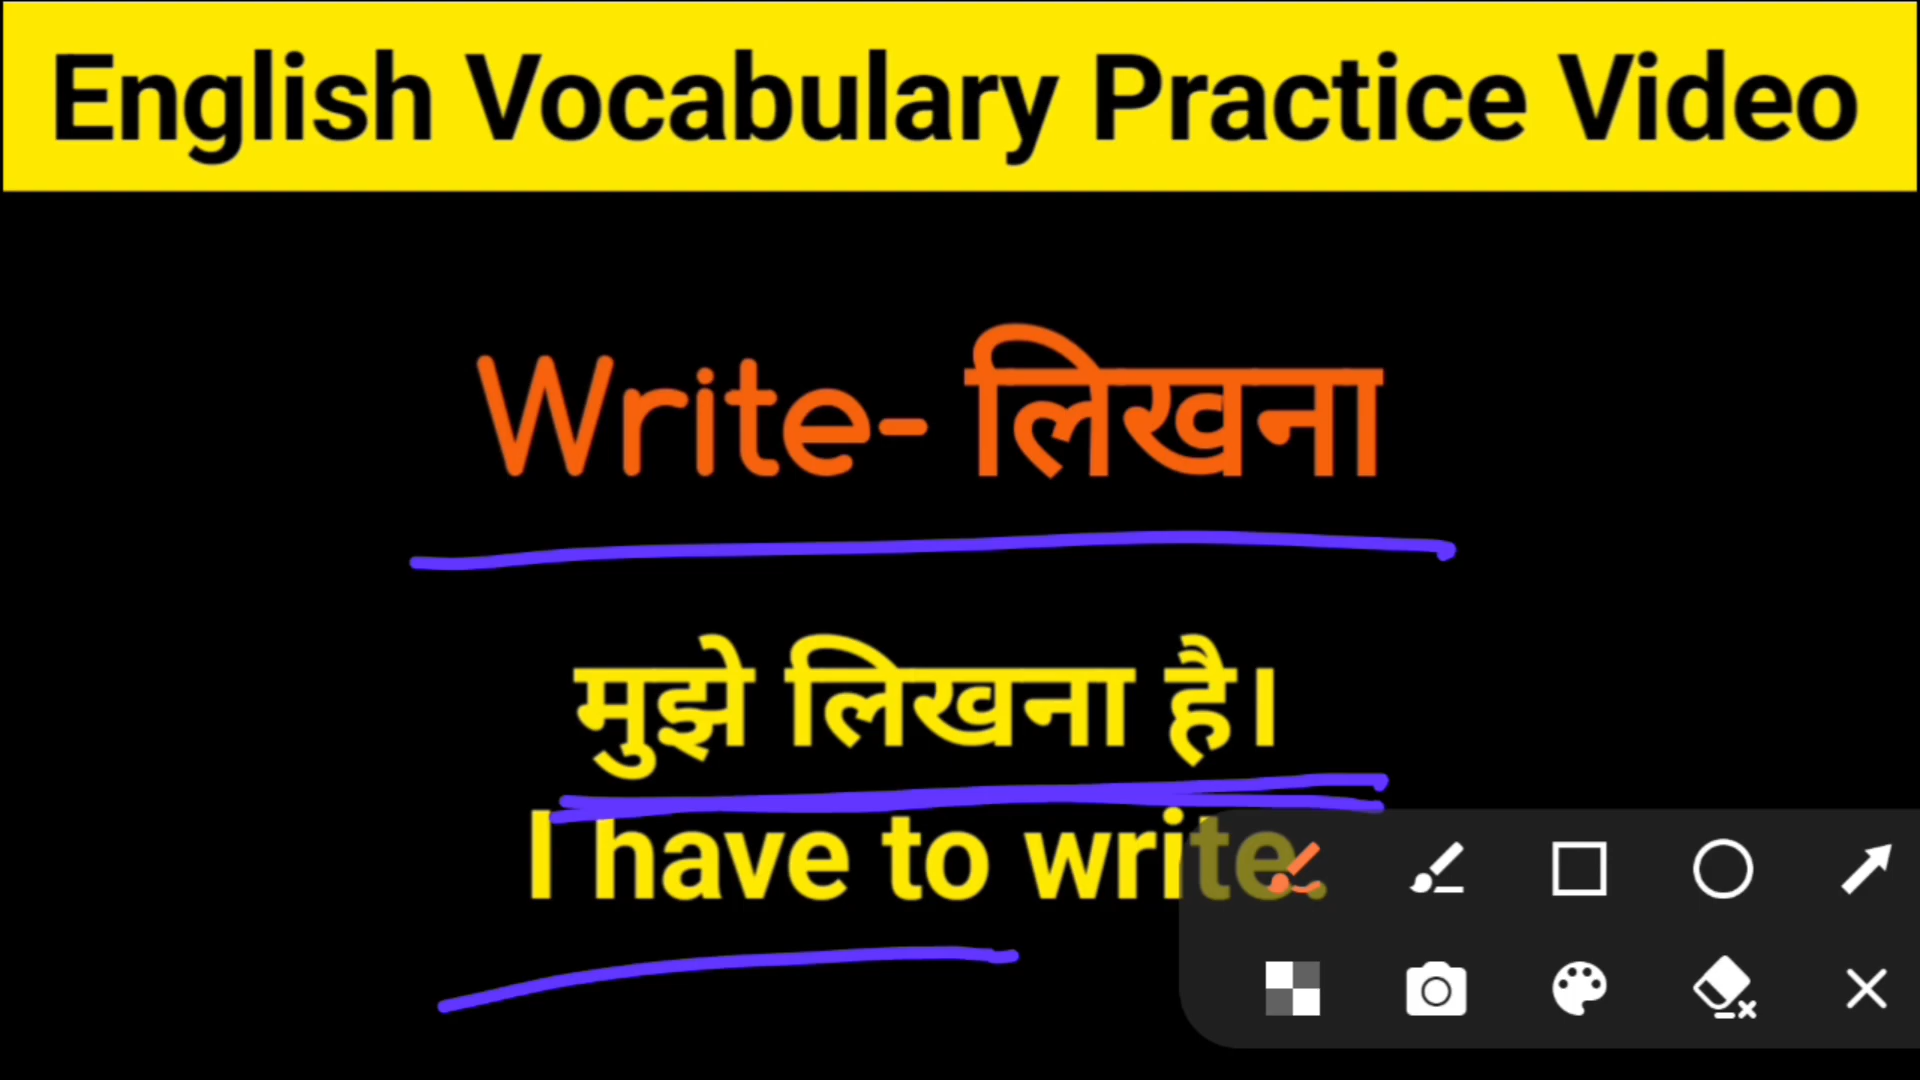 English Vocabulary Practice Video
Write- लिखना
मुझे लिखना है।
I have to write.